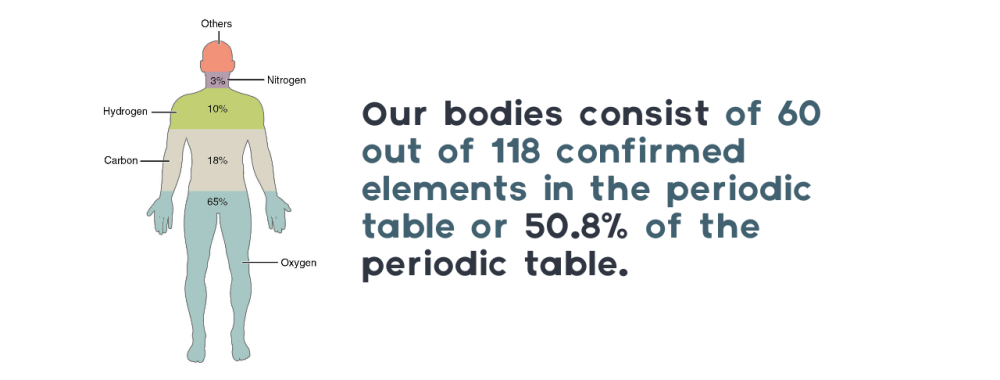 Others
3%
Nitrogen
Hydrogen
10%
Carbon
18%
65%
Oxygen
Our bodies consist of 60
out of 118 confirmed
elements in the periodic
table or 50.8% of the
periodic table.